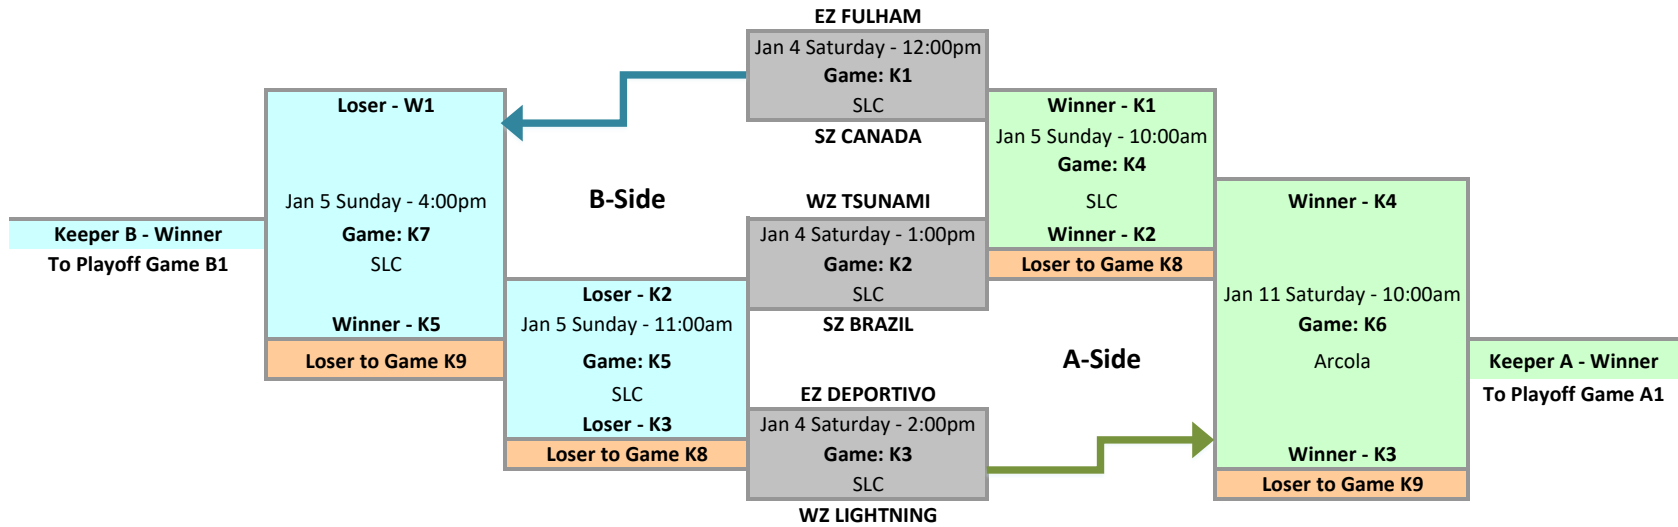 EZ FULHAM
Jan 4 Saturday - 12:00pm
Game: K1
SLC
SZ CANADA
Loser - W1
Jan 5 Sunday - 4:00pm
Game: K7
SLC
Winner - K5
Loser to Game K9
Keeper B - Winner
To Playoff Game B1
B-Side
Loser - K2
Jan 5 Sunday - 11:00am
Game: K5
SLC
Loser - K3
Loser to Game K8
WZ TSUNAMI
Jan 4 Saturday - 1:00pm
Game: K2
SLC
SZ BRAZIL
EZ DEPORTIVO
Jan 4 Saturday - 2:00pm
Game: K3
SLC
WZ LIGHTNING
Winner - K1
Jan 5 Sunday - 10:00am
Game: K4
SLC
Winner - K2
Loser to Game K8
A-Side
Winner - K4
Jan 11 Saturday - 10:00am
Game: K6
Arcola
Winner - K3
Loser to Game K9
Keeper A - Winner
To Playoff Game A1